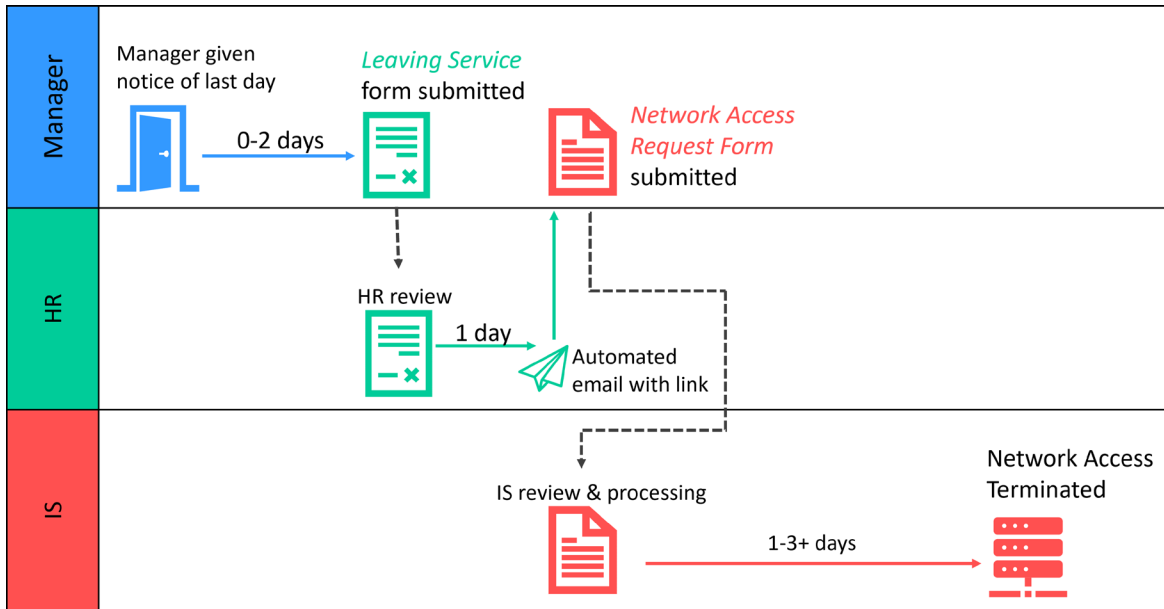 Manager
Manager given
notice of last day
0-2 days
Leaving Service
form submitted
Network Access
Request Form
submitted
HR
HR review
1 day
Automated
email with link
IS
IS review & processing
1-3+ days
Network Access
Terminated